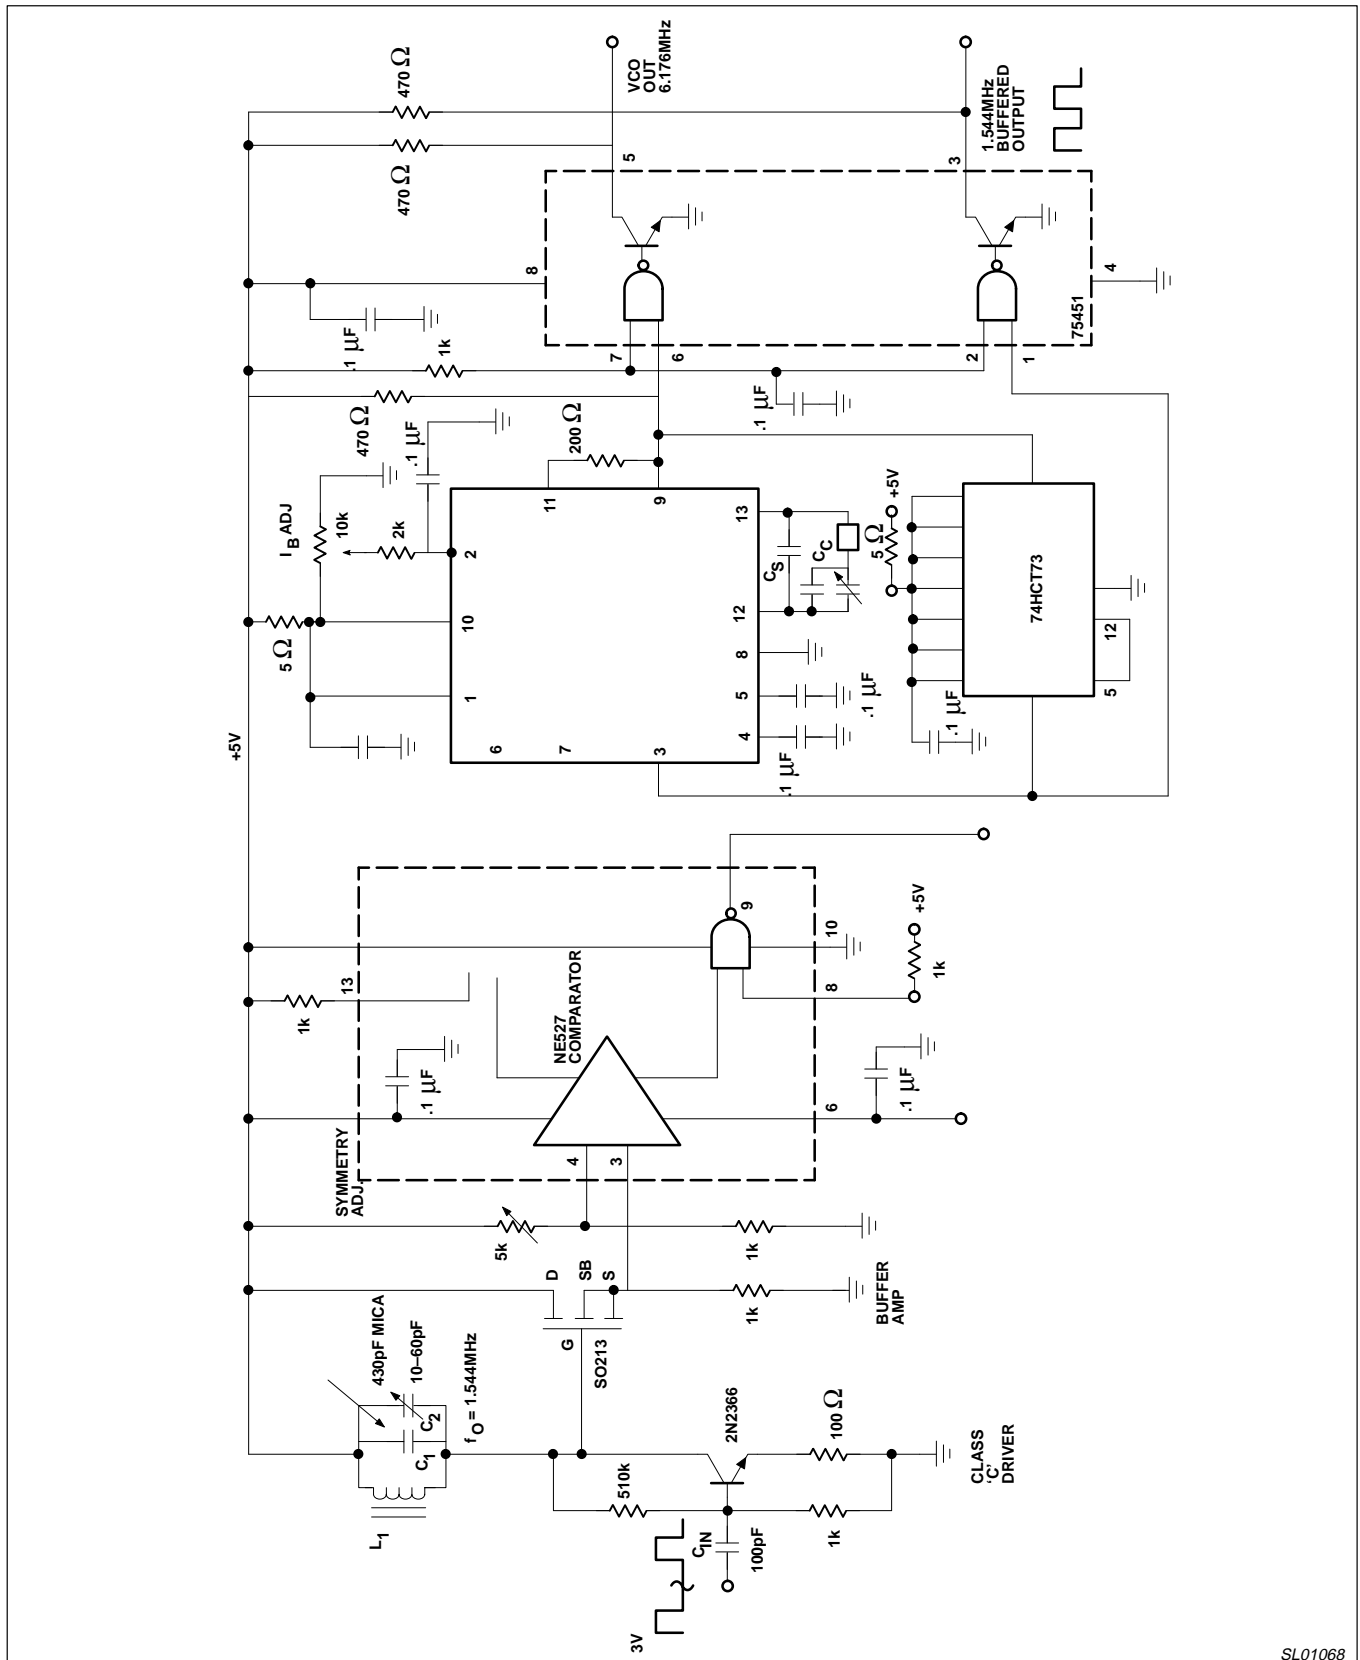 3V
C_IN
100pF
510k
1k
CLASS
'C'
DRIVER
100 Ω
2N2366
L_1
C_1
C_2
430pF MICA
10–60pF
f_O = 1.544MHz
G
SO213
D
SB
S
1k
BUFFER
AMP
5k
1k
SYMMETRY
ADJ.
4
3
.1 µF
NE527
COMPARATOR
1k
13
6
.1 µF
8
1k
+5V
10
9
+5V
5 Ω
I_B ADJ
10k
2k
.1 µF
470 Ω
1
10
2
6
7
3
4
5
8
12
13
11
9
200 Ω
.1 µF
.1 µF
C_S
C_C
5 Ω
+5V
.1 µF
74HCT73
5
12
.1 µF
1k
.1 µF
7
6
2
1
8
75451
4
5
3
470 Ω
470 Ω
VCO
OUT
6.176MHz
1.544MHz
BUFFERED
OUTPUT
SL01068